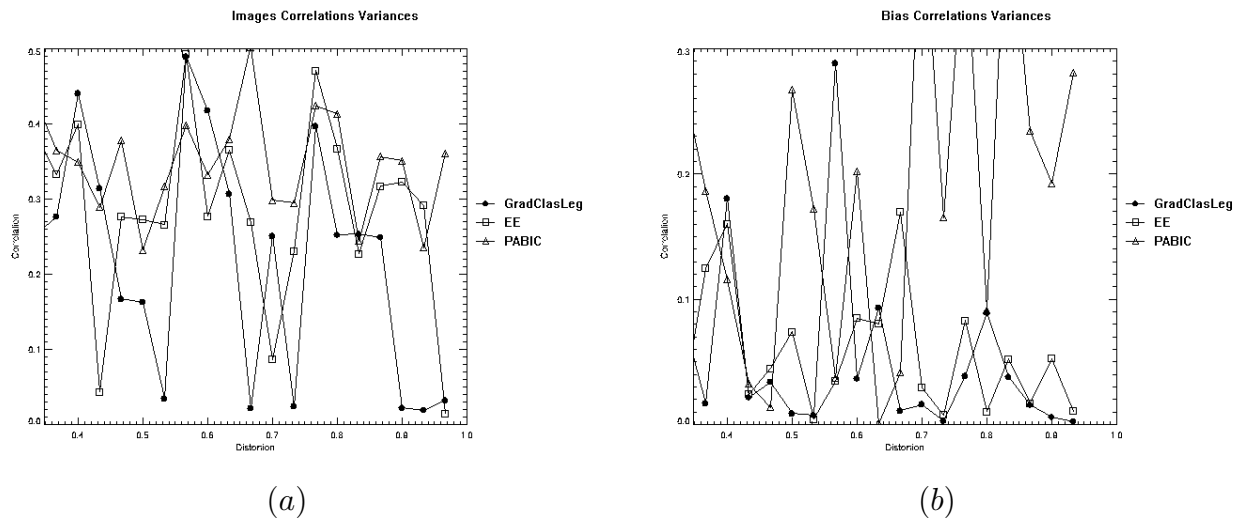 Images Correlations Variances
0.5
0.4
0.3
0.2
0.1
0.0
Correlation
0.4 0.5 0.6 0.7 0.8 0.9 1.0
Distortion
GradClasLeg
EE
PABIC
(a)
Bias Correlations Variances
0.3
0.2
0.1
0.0
Correlation
0.4 0.5 0.6 0.7 0.8 0.9 1.0
Distortion
GradClasLeg
EE
PABIC
(b)